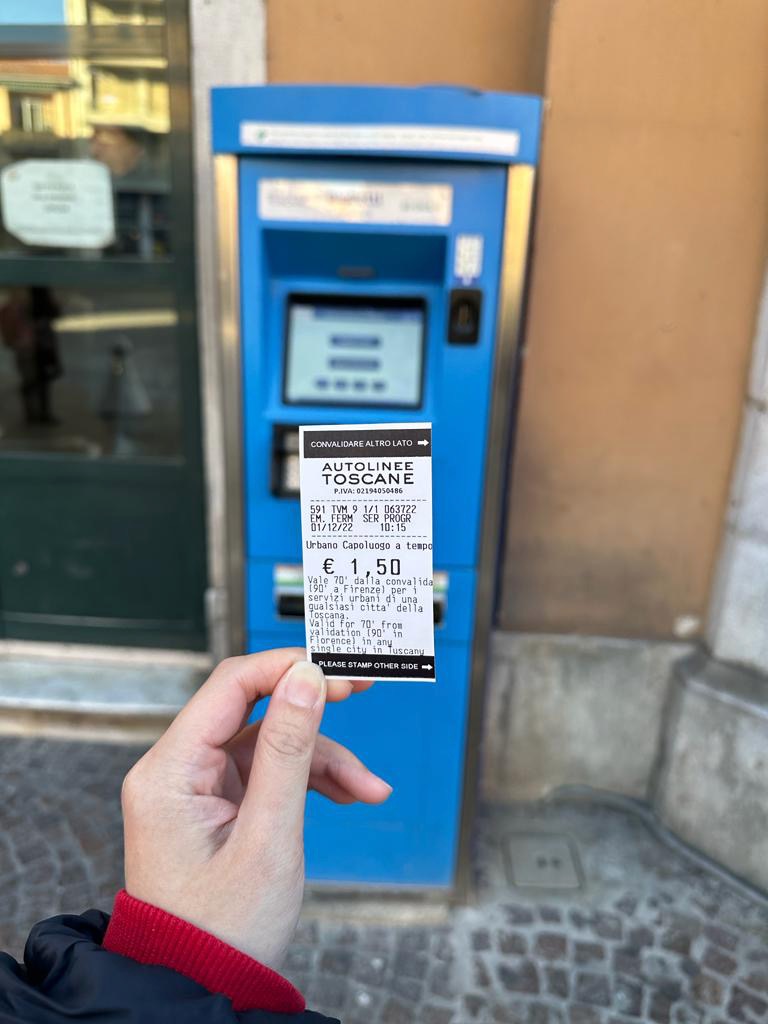 CONVALIDARE ALTRO LATO →
AUTOLINEE
TOSCANE
P.IVA: 02194050486
591 TVM 9 1/1 063722
EM. FERM SER PROGR
01/12/22 10:15
Urbano Capoluogo a tempo
€ 1,50
Vale 70' dalla convalida
(90' a Firenze) per i
servizi urbani di una
qualsiasi citta' della
Toscana.
Valid for 70' from
validation (90' in
Florence) in any
single city in Tuscany
PLEASE STAMP OTHER SIDE →